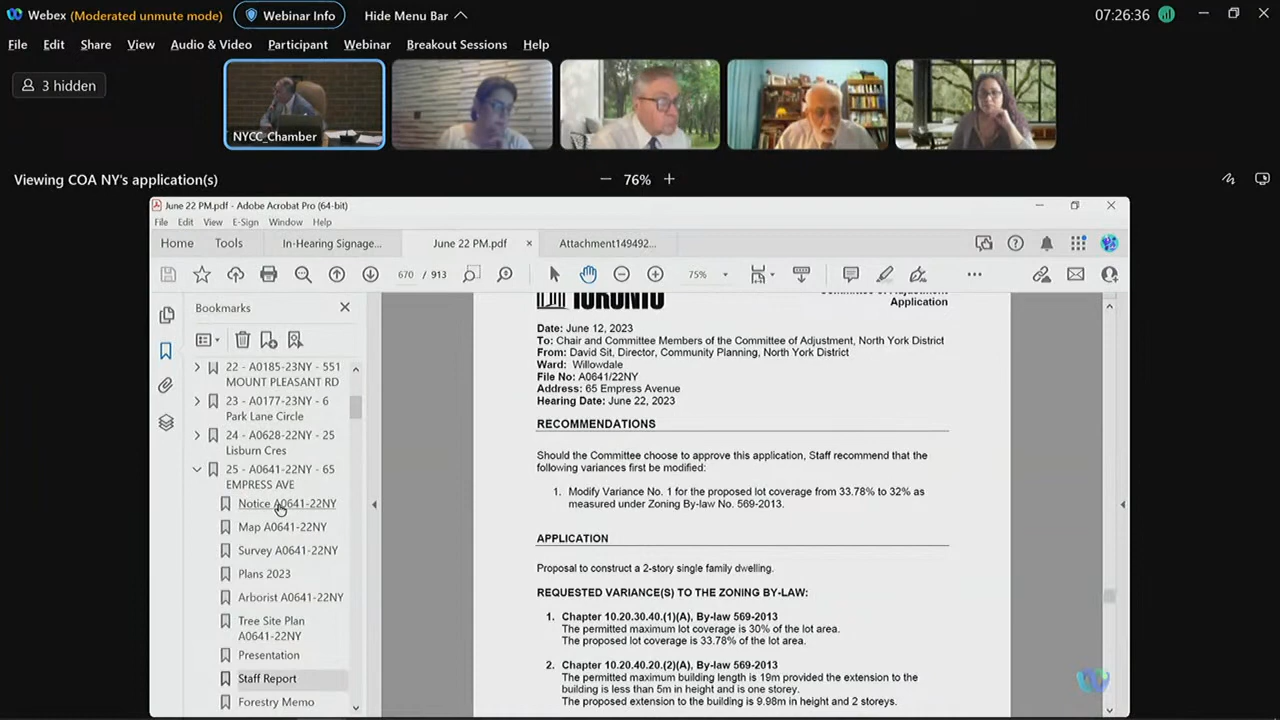 Webex (Moderated unmute mode) Webinar Info Hide Menu Bar 07:26:36
File Edit Share View Audio & Video Participant Webinar Breakout Sessions Help
3 hidden
NYCC_Chamber
Viewing COA NY's application(s) 76%
June 22 PM.pdf - Adobe Acrobat Pro (64-bit)
File Edit View E-Sign Window Help
Home Tools In-Hearing Signage... June 22 PM.pdf Attachment149492...
670 / 913 75%
Bookmarks
22 - A0185-23NY - 551
MOUNT PLEASANT RD
23 - A0177-23NY - 6
Park Lane Circle
24 - A0628-22NY - 25
Lisburn Cres
25 - A0641-22NY - 65
EMPRESS AVE
Notice A0641-22NY
Map A0641-22NY
Survey A0641-22NY
Plans 2023
Arborist A0641-22NY
Tree Site Plan
A0641-22NY
Presentation
Staff Report
Forestry Memo
TORONTO
Committee of Adjustment
Application
Date: June 12, 2023
To: Chair and Committee Members of the Committee of Adjustment, North York District
From: David Sit, Director, Community Planning, North York District
Ward: Willowdale
File No: A0641/22NY
Address: 65 Empress Avenue
Hearing Date: June 22, 2023
RECOMMENDATIONS
Should the Committee choose to approve this application, Staff recommend that the
following variances first be modified:
1. Modify Variance No. 1 for the proposed lot coverage from 33.78% to 32% as
measured under Zoning By-law No. 569-2013.
APPLICATION
Proposal to construct a 2-story single family dwelling.
REQUESTED VARIANCE(S) TO THE ZONING BY-LAW:
1. Chapter 10.20.30.40.(1)(A), By-law 569-2013
The permitted maximum lot coverage is 30% of the lot area.
The proposed lot coverage is 33.78% of the lot area.
2. Chapter 10.20.40.20.(2)(A), By-law 569-2013
The permitted maximum building length is 19m provided the extension to the
building is less than 5m in height and is one storey.
The proposed extension to the building is 9.98m in height and 2 storeys.